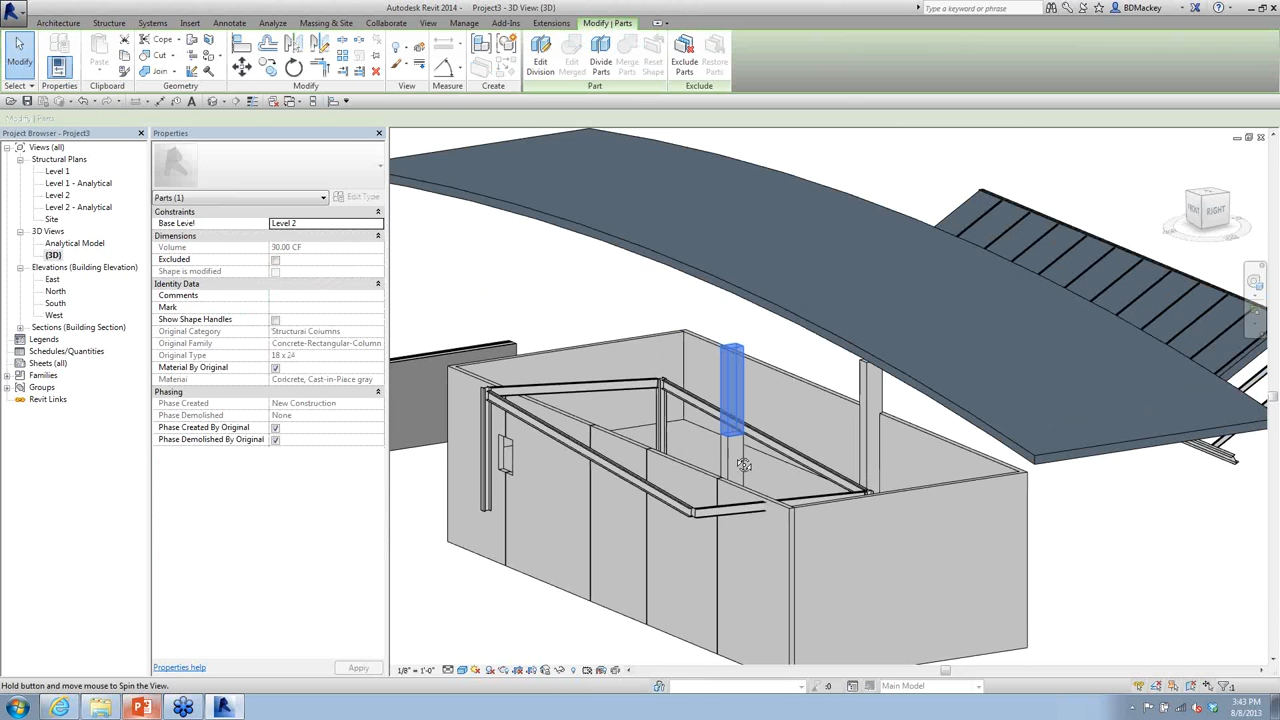 Autodesk Revit 2014 - Project3 - 3D View: {3D}
Type a keyword or phrase
BDMackey
Architecture Structure Systems Insert Annotate Analyze Massing & Site Collaborate View Manage Add-Ins Extensions Modify | Parts
Modify
Paste
Cope
Cut
Join
Edit Division
Edit Merged
Divide Parts
Merge Parts
Reset Shape
Exclude Parts
Restore Parts
Select Properties Clipboard Geometry Modify View Measure Create Part Exclude
Modify | Parts
Project Browser - Project3
Views (all)
Structural Plans
Level 1
Level 1 - Analytical
Level 2
Level 2 - Analytical
Site
3D Views
Analytical Model
{3D}
Elevations (Building Elevation)
East
North
South
West
Sections (Building Section)
Legends
Schedules/Quantities
Sheets (all)
Families
Groups
Revit Links
Properties
Parts (1)
Edit Type
Constraints
Base Level Level 2
Dimensions
Volume 30.00 CF
Excluded
Shape is modified
Identity Data
Comments
Mark
Show Shape Handles
Original Category Structural Columns
Original Family Concrete-Rectangular-Column
Original Type 18 x 24
Material By Original
Material Concrete, Cast-in-Place gray
Phasing
Phase Created New Construction
Phase Demolished None
Phase Created By Original
Phase Demolished By Original
Properties help
Apply
FRONT RIGHT
1/8" = 1'-0"
Hold button and move mouse to Spin the View.
:0
Main Model
:1
3:43 PM
8/8/2013